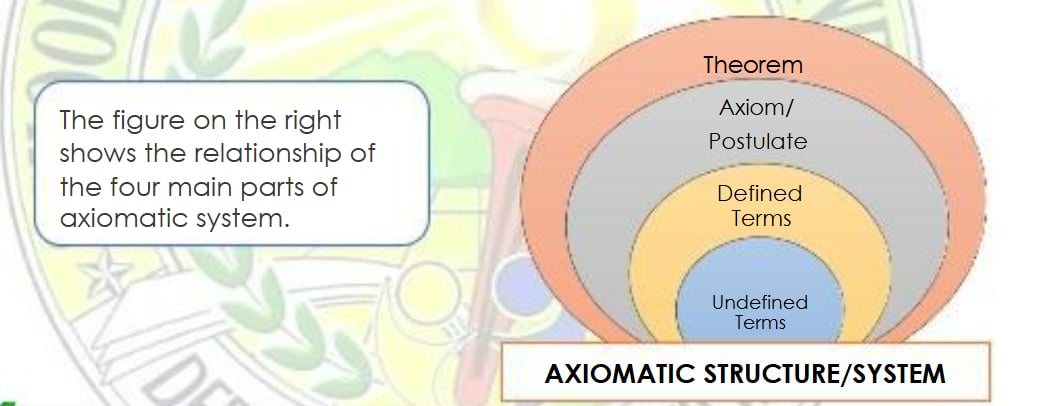 The figure on the right
shows the relationship of
the four main parts of
axiomatic system.
Theorem
Axiom/
Postulate
Defined
Terms
Undefined
Terms
AXIOMATIC STRUCTURE/SYSTEM